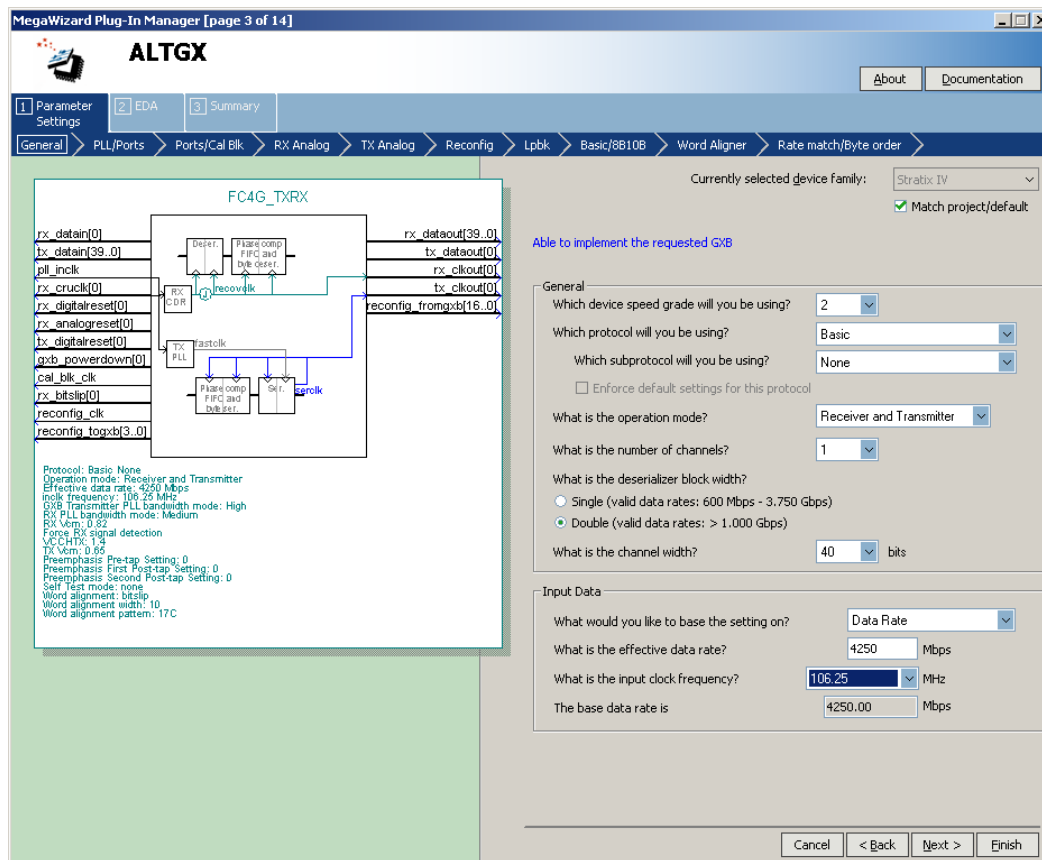 MegaWizard Plug-In Manager [page 3 of 14]
ALTGX
About
Documentation
1 Parameter Settings
2 EDA
3 Summary
General
PLL/Ports
Ports/Cal Blk
RX Analog
TX Analog
Reconfig
Lpbk
Basic/8B10B
Word Aligner
Rate match/Byte order
Currently selected device family:
Stratix IV
Match project/default
FC4G_TXRX
rx_datain[0]
tx_datain[39..0]
pll_inclk
rx_cruclk[0]
rx_digitalreset[0]
rx_analogreset[0]
tx_digitalreset[0]
gxb_powerdown[0]
cal_blk_clk
rx_bitslip[0]
reconfig_clk
reconfig_togxb[3..0]
Deser.
Phase comp
FIFO and
byte deser.
RX
CDR
recovclk
TX
PLL
fastclk
Phase comp
FIFO and
byte ser.
Ser.
serclk
rx_dataout[39..0]
tx_dataout[0]
rx_clkout[0]
tx_clkout[0]
reconfig_fromgxb[16..0]
Protocol: Basic None
Operation mode: Receiver and Transmitter
Effective data rate: 4250 Mbps
inclk frequency: 106.25 MHz
GXB Transmitter PLL bandwidth mode: High
RX PLL bandwidth mode: Medium
RX Vcm: 0.82
Force RX signal detection
VCCHTX: 1.4
TX Vcm: 0.65
Preemphasis Pre-tap Setting: 0
Preemphasis First Post-tap Setting: 0
Preemphasis Second Post-tap Setting: 0
Self Test mode: none
Word alignment: bitslip
Word alignment width: 10
Word alignment pattern: 17C
Able to implement the requested GXB
General
Which device speed grade will you be using? 2
Which protocol will you be using? Basic
Which subprotocol will you be using? None
Enforce default settings for this protocol
What is the operation mode? Receiver and Transmitter
What is the number of channels? 1
What is the deserializer block width?
Single (valid data rates: 600 Mbps - 3.750 Gbps)
Double (valid data rates: > 1.000 Gbps)
What is the channel width? 40 bits
Input Data
What would you like to base the setting on? Data Rate
What is the effective data rate? 4250 Mbps
What is the input clock frequency? 106.25 MHz
The base data rate is 4250.00 Mbps
Cancel
< Back
Next >
Finish